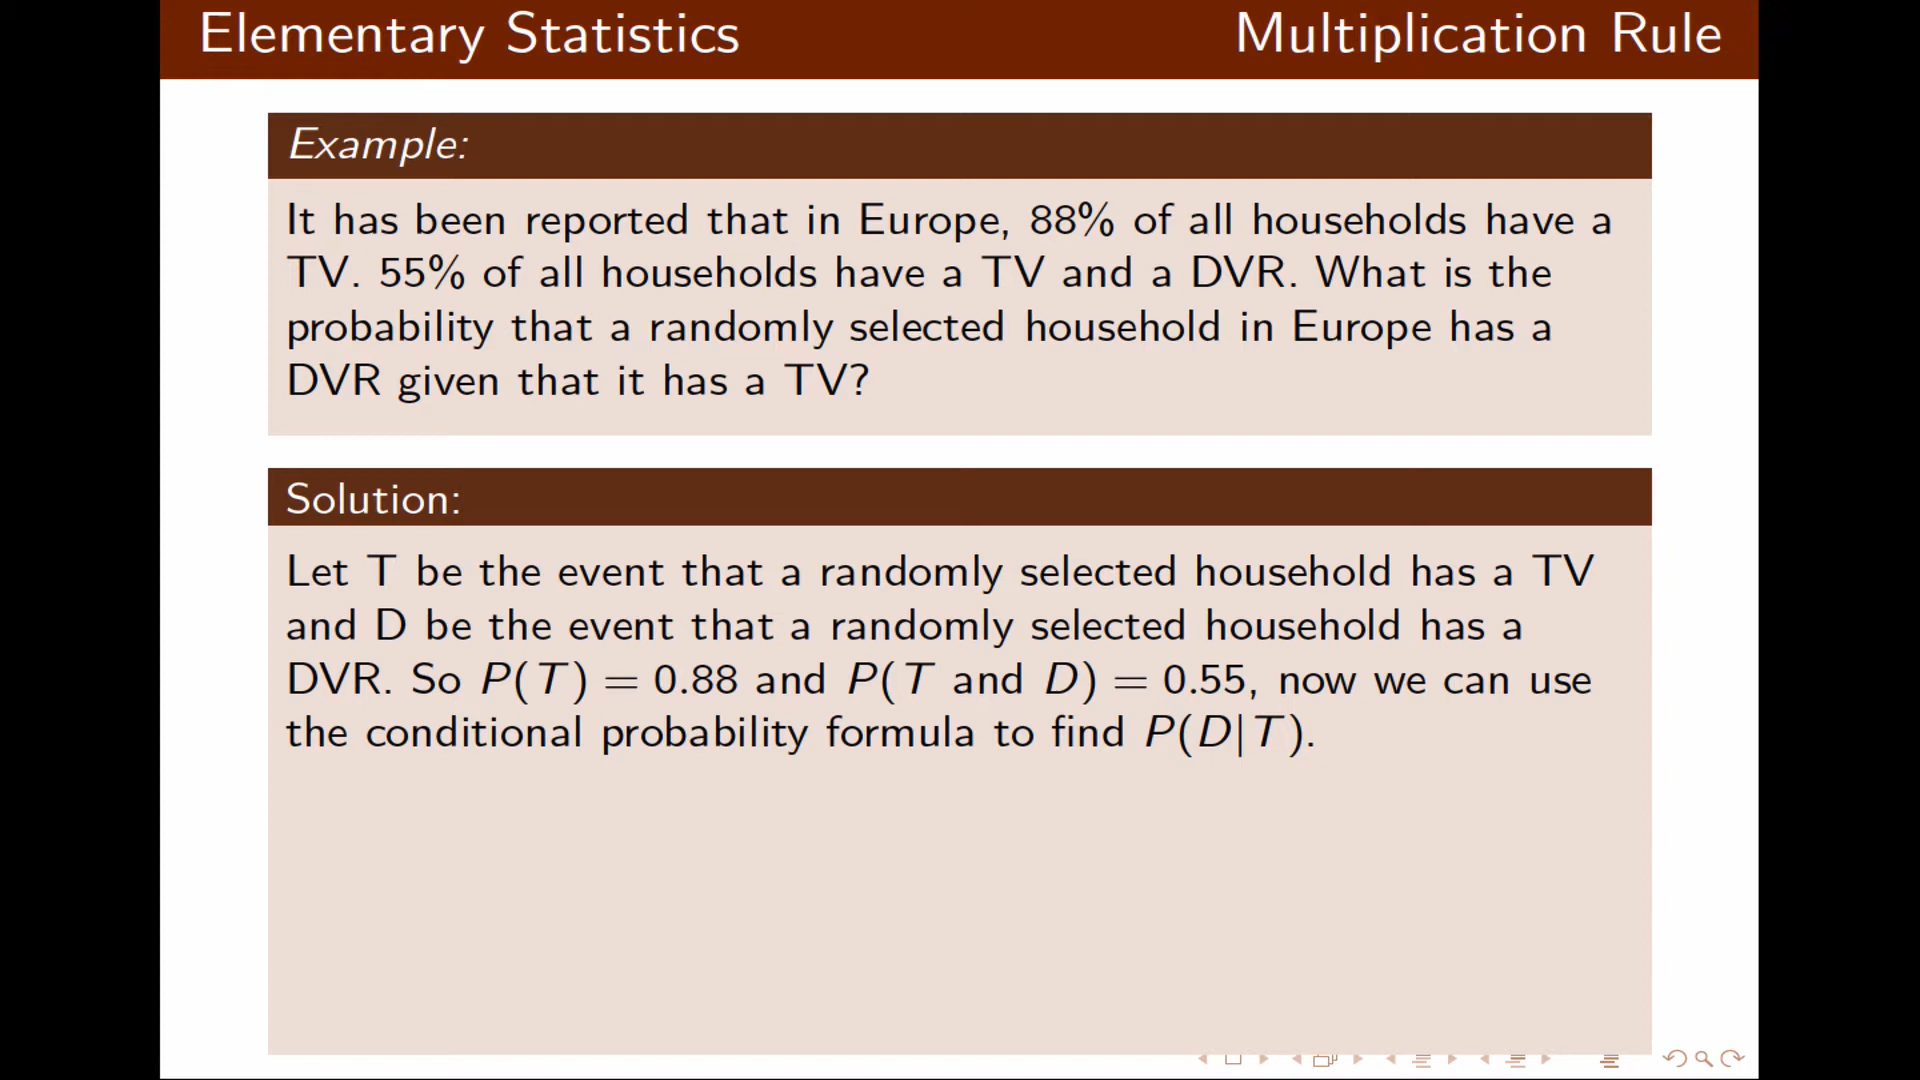 Elementary Statistics Multiplication Rule
Example:
It has been reported that in Europe, 88% of all households have a
TV. 55% of all households have a TV and a DVR. What is the
probability that a randomly selected household in Europe has a
DVR given that it has a TV?
Solution:
Let T be the event that a randomly selected household has a TV
and D be the event that a randomly selected household has a
DVR. So P(T) = 0.88 and P(T and D) = 0.55, now we can use
the conditional probability formula to find P(D|T).